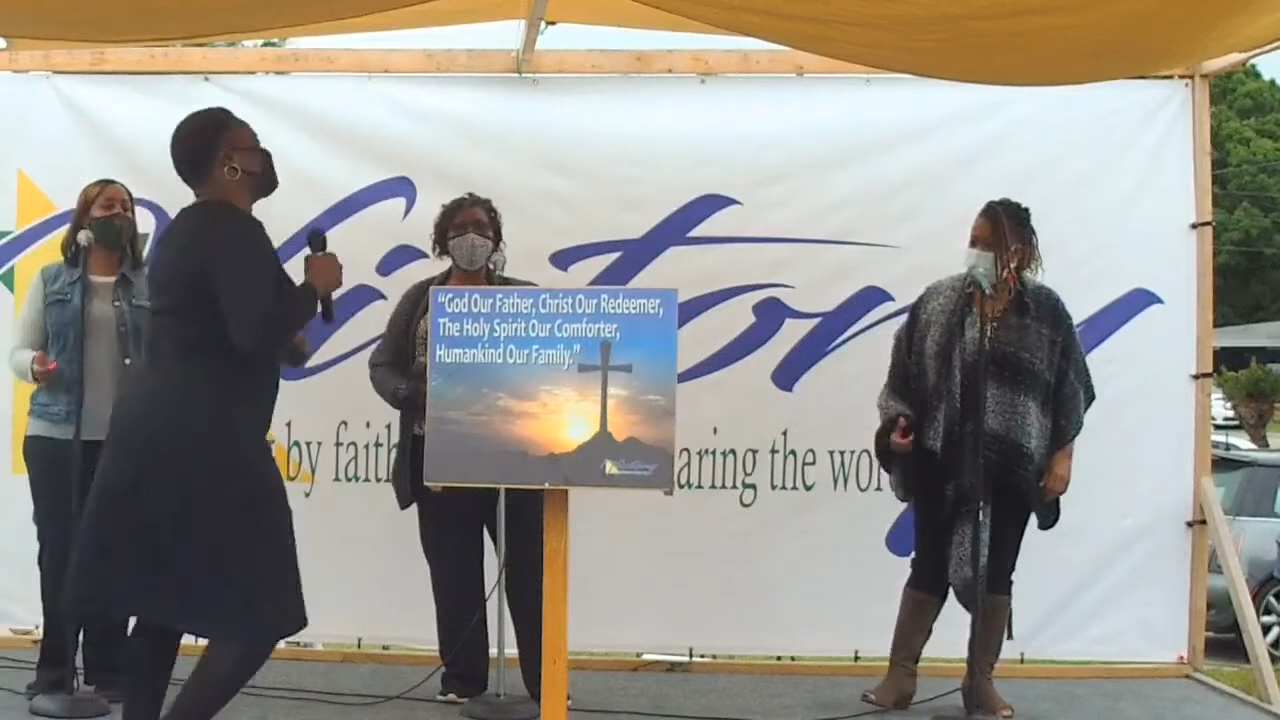 Victory
by faith
aring the wor
"God Our Father, Christ Our Redeemer,
The Holy Spirit Our Comforter,
Humankind Our Family."